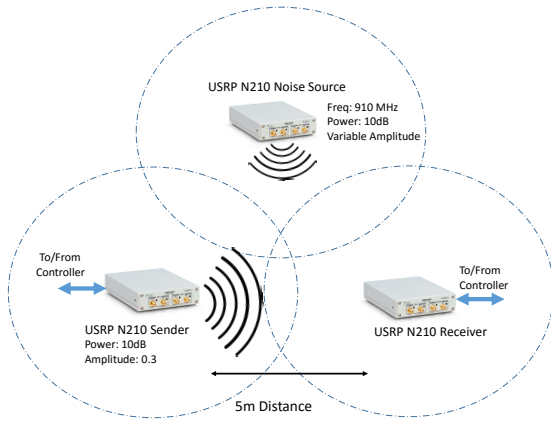 USRP N210 Noise Source
Freq: 910 MHz
Power: 10dB
Variable Amplitude
To/From
Controller
USRP N210 Sender
Power: 10dB
Amplitude: 0.3
To/From
Controller
USRP N210 Receiver
5m Distance